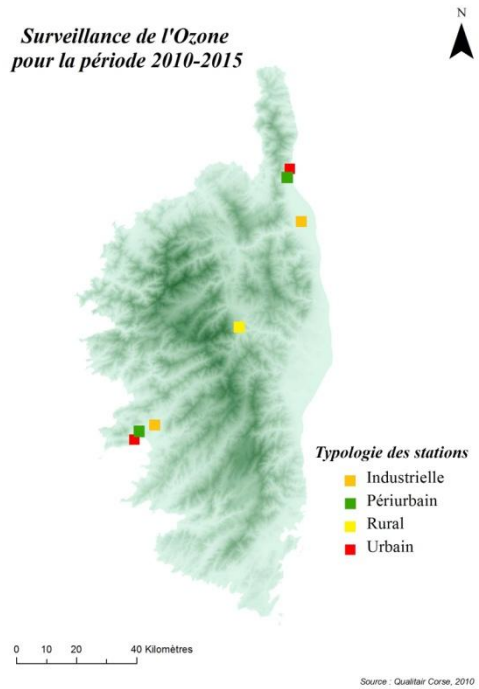 N
Surveillance de l'Ozone
pour la période 2010-2015
Typologie des stations
Industrielle
Périurbain
Rural
Urbain
0 10 20 40 Kilomètres
Source : Qualitair Corse, 2010